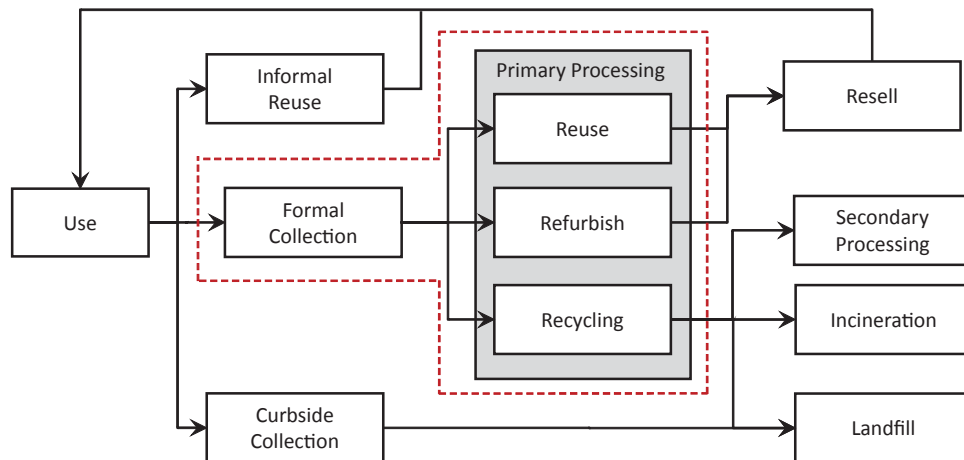 Informal
Reuse
Primary Processing
Resell
Reuse
Use
Formal
Collection
Refurbish
Secondary
Processing
Recycling
Incineration
Curbside
Collection
Landfill